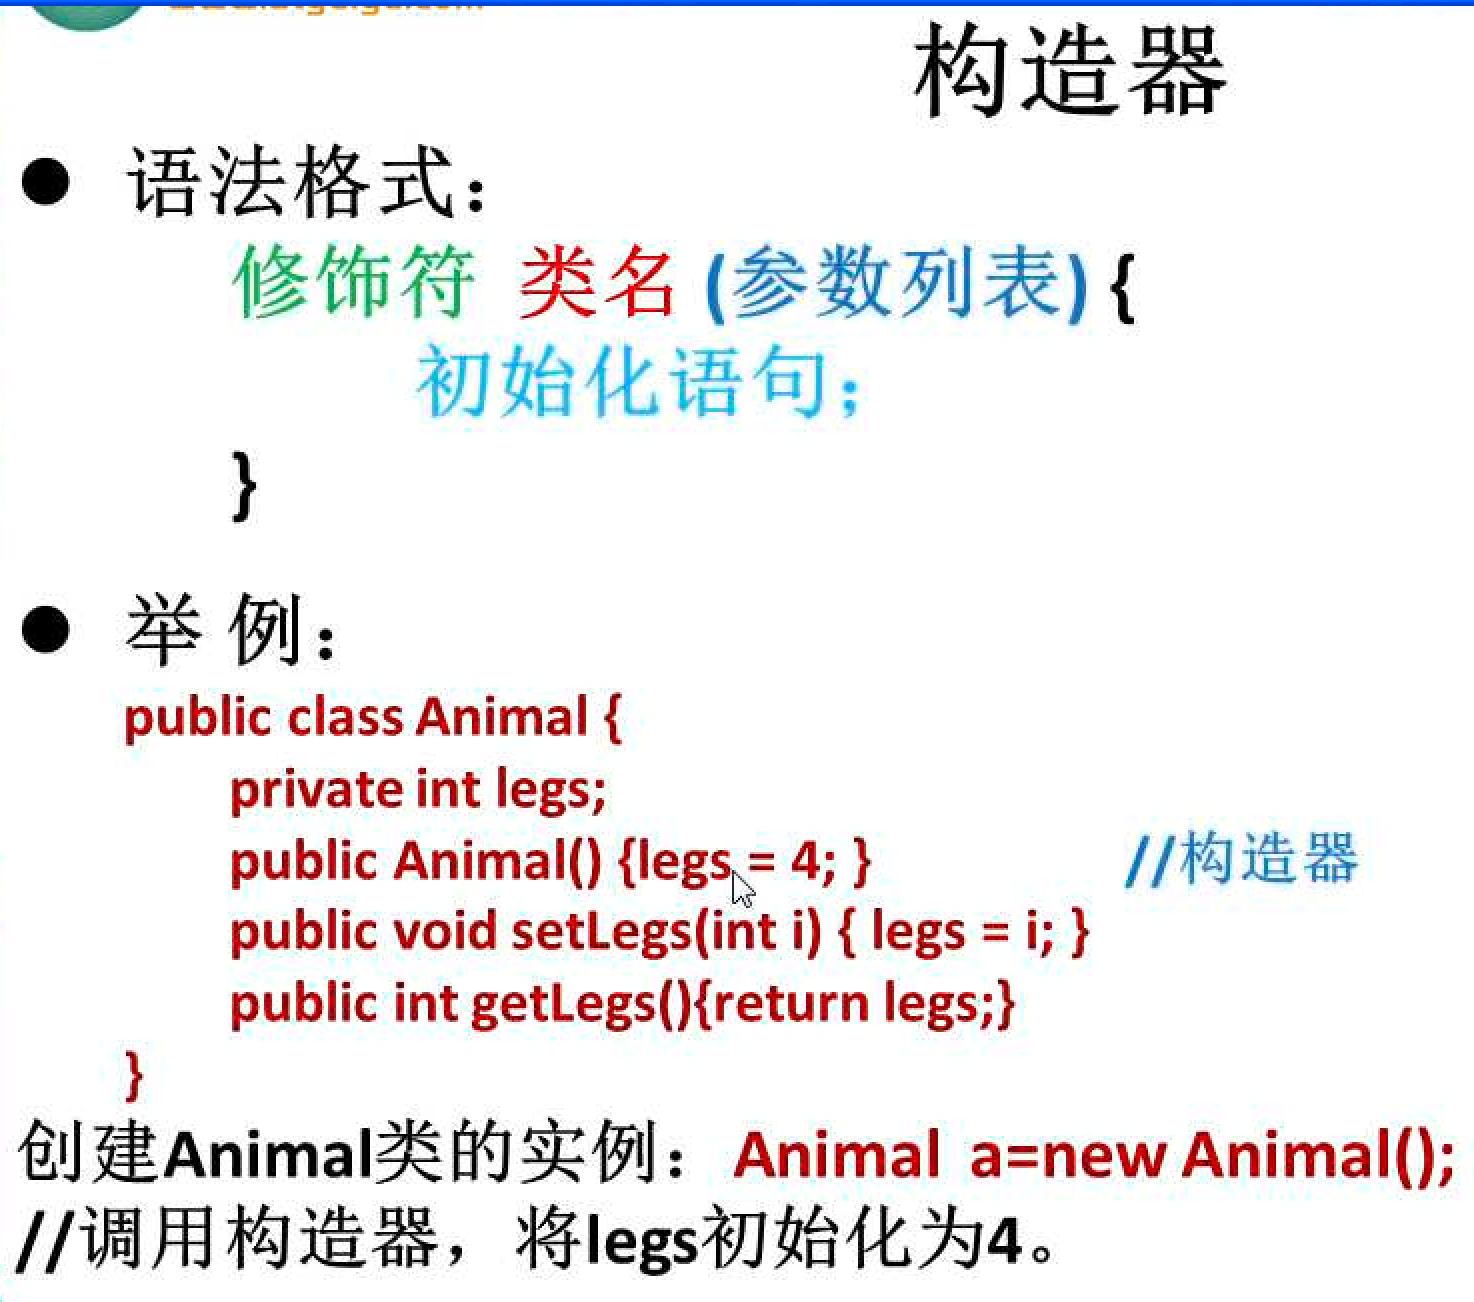 构造器
● 语法格式：
修饰符 类名 (参数列表) {
初始化语句；
}
● 举 例：
public class Animal {
private int legs;
public Animal() {legs = 4; } //构造器
public void setLegs(int i) { legs = i; }
public int getLegs(){return legs;}
}
创建Animal类的实例：Animal a=new Animal();
//调用构造器，将legs初始化为4。